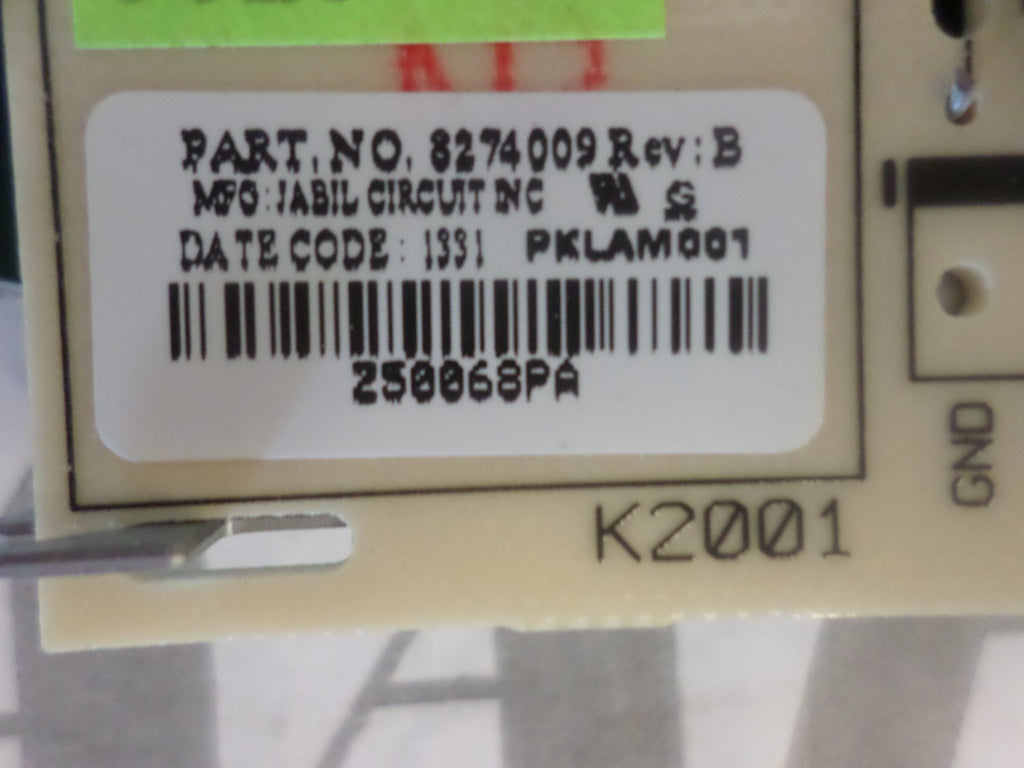 PART. NO. 8274009 Rev: B
MFG: JABIL CIRCUIT INC
DATE CODE: 1331 PKLAM001
250068PA
K2001
GND